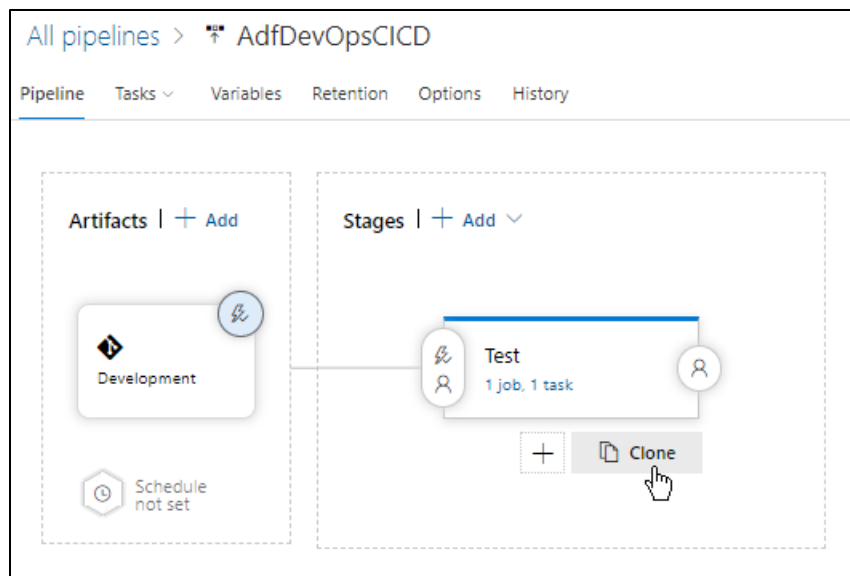 All pipelines > AdfDevOpsCICD
Pipeline Tasks Variables Retention Options History
Artifacts | + Add
Stages | + Add
Development
Test
1 job, 1 task
+ Clone
Schedule
not set